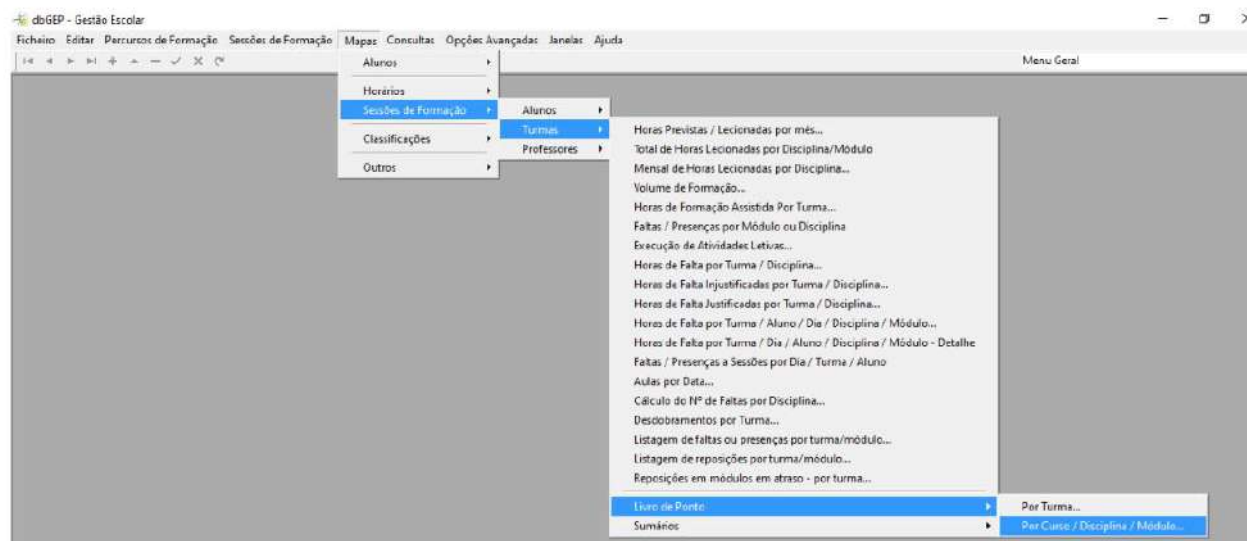 dbGEP - Gestão Escolar
Ficheiro Editar Percursos de Formação Sessões de Formação Mapas Consultas Opções Avançadas Janelas Ajuda
Menu Geral
Alunos
Horários
Sessões de Formação
Classificações
Outros
Alunos
Turmas
Professores
Horas Previstas / Lecionadas por mês...
Total de Horas Lecionadas por Disciplina/Módulo
Mensal de Horas Lecionadas por Disciplina...
Volume de Formação...
Horas de Formação Assistida Por Turma...
Faltas / Presenças por Módulo ou Disciplina
Execução de Atividades Letivas...
Horas de Falta por Turma / Disciplina...
Horas de Falta Injustificadas por Turma / Disciplina...
Horas de Falta Justificadas por Turma / Disciplina...
Horas de Falta por Turma / Aluno / Dia / Disciplina / Módulo...
Horas de Falta por Turma / Dia / Aluno / Disciplina / Módulo - Detalhe
Faltas / Presenças a Sessões por Dia / Turma / Aluno
Aulas por Data...
Cálculo do Nº de Faltas por Disciplina...
Desdobramentos por Turma...
Listagem de faltas ou presenças por turma/módulo...
Listagem de reposições por turma/módulo...
Reposições em módulos em atraso - por turma...
Livro de Ponto
Sumários
Por Turma...
Por Curso / Disciplina / Módulo...